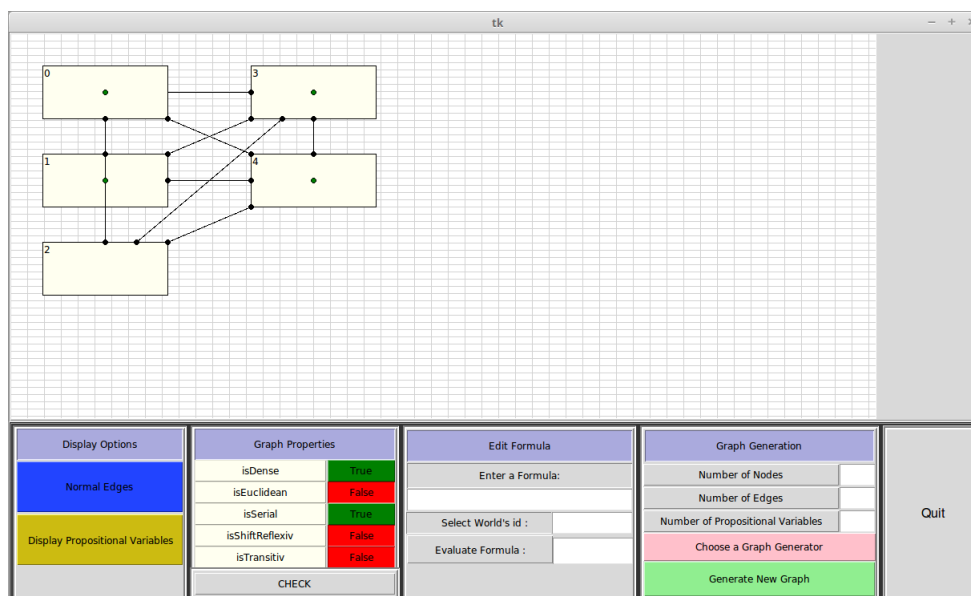 tk
0
3
1
4
2
Display Options
Normal Edges
Display Propositional Variables
Graph Properties
isDense True
isEuclidean False
isSerial True
isShiftReflexiv False
isTransitiv False
CHECK
Edit Formula
Enter a Formula:
Select World's id :
Evaluate Formula :
Graph Generation
Number of Nodes
Number of Edges
Number of Propositional Variables
Choose a Graph Generator
Generate New Graph
Quit